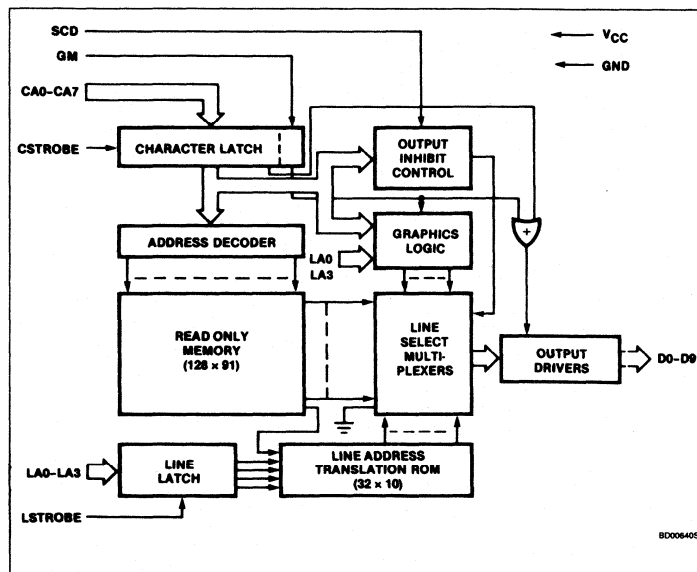 SCD
GM
CA0–CA7
CSTROBE
CHARACTER LATCH
OUTPUT
INHIBIT
CONTROL
VCC
GND
ADDRESS DECODER
LA0
LA3
GRAPHICS
LOGIC
+
READ ONLY
MEMORY
(128 × 91)
LINE
SELECT
MULTI-
PLEXERS
OUTPUT
DRIVERS
D0–D9
LA0–LA3
LINE
LATCH
LINE ADDRESS
TRANSLATION ROM
(32 × 10)
LSTROBE
BD00640S